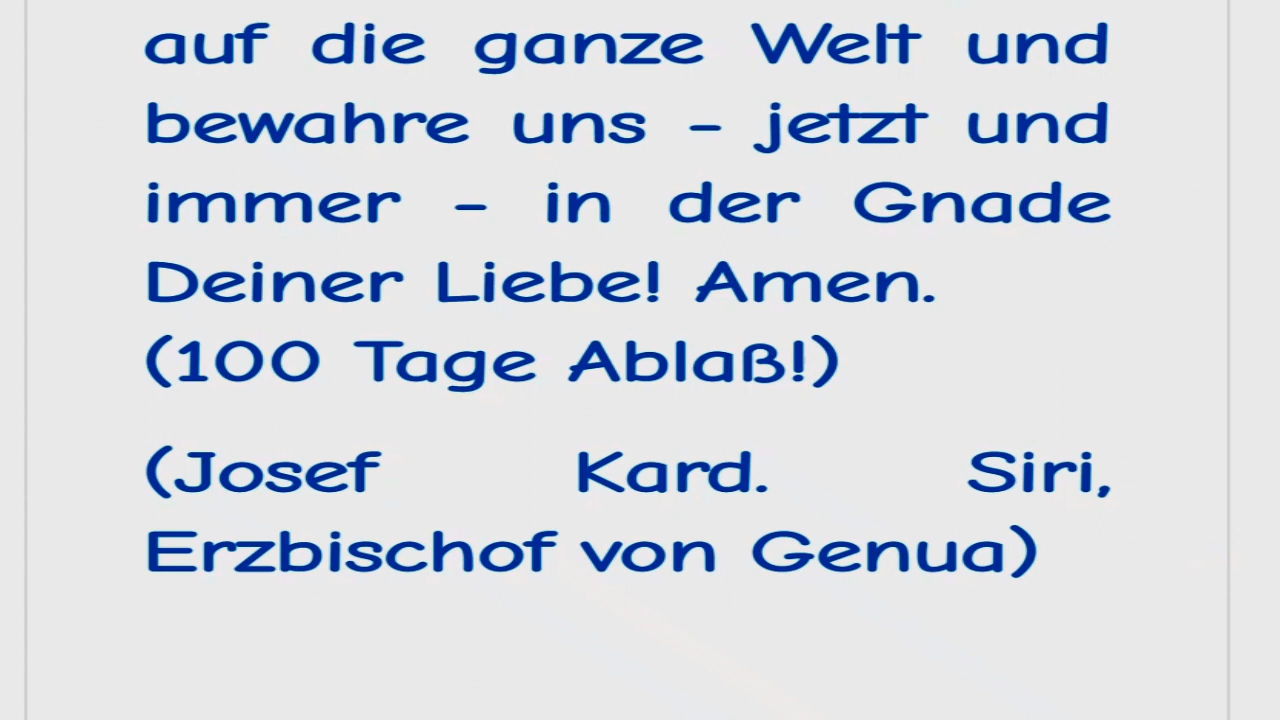 auf die ganze Welt und
bewahre uns - jetzt und
immer - in der Gnade
Deiner Liebe! Amen.
(100 Tage Ablaß!)
(Josef Kard. Siri,
Erzbischof von Genua)